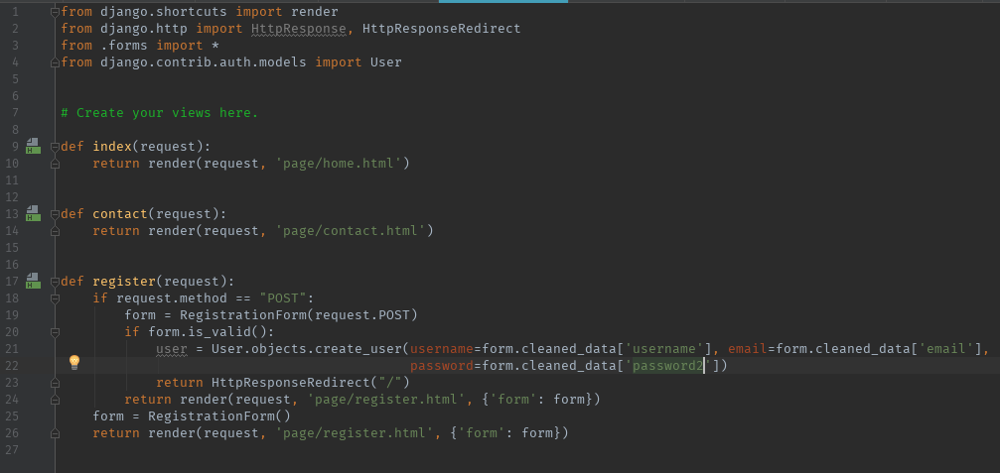 1 from django.shortcuts import render
2 from django.http import HttpResponse, HttpResponseRedirect
3 from .forms import *
4 from django.contrib.auth.models import User
5
6
7 # Create your views here.
8
9 def index(request):
10     return render(request, 'page/home.html')
11
12
13 def contact(request):
14     return render(request, 'page/contact.html')
15
16
17 def register(request):
18     if request.method == "POST":
19         form = RegistrationForm(request.POST)
20         if form.is_valid():
21             user = User.objects.create_user(username=form.cleaned_data['username'], email=form.cleaned_data['email'],
22                                             password=form.cleaned_data['password2'])
23             return HttpResponseRedirect("/")
24         return render(request, 'page/register.html', {'form': form})
25     form = RegistrationForm()
26     return render(request, 'page/register.html', {'form': form})
27